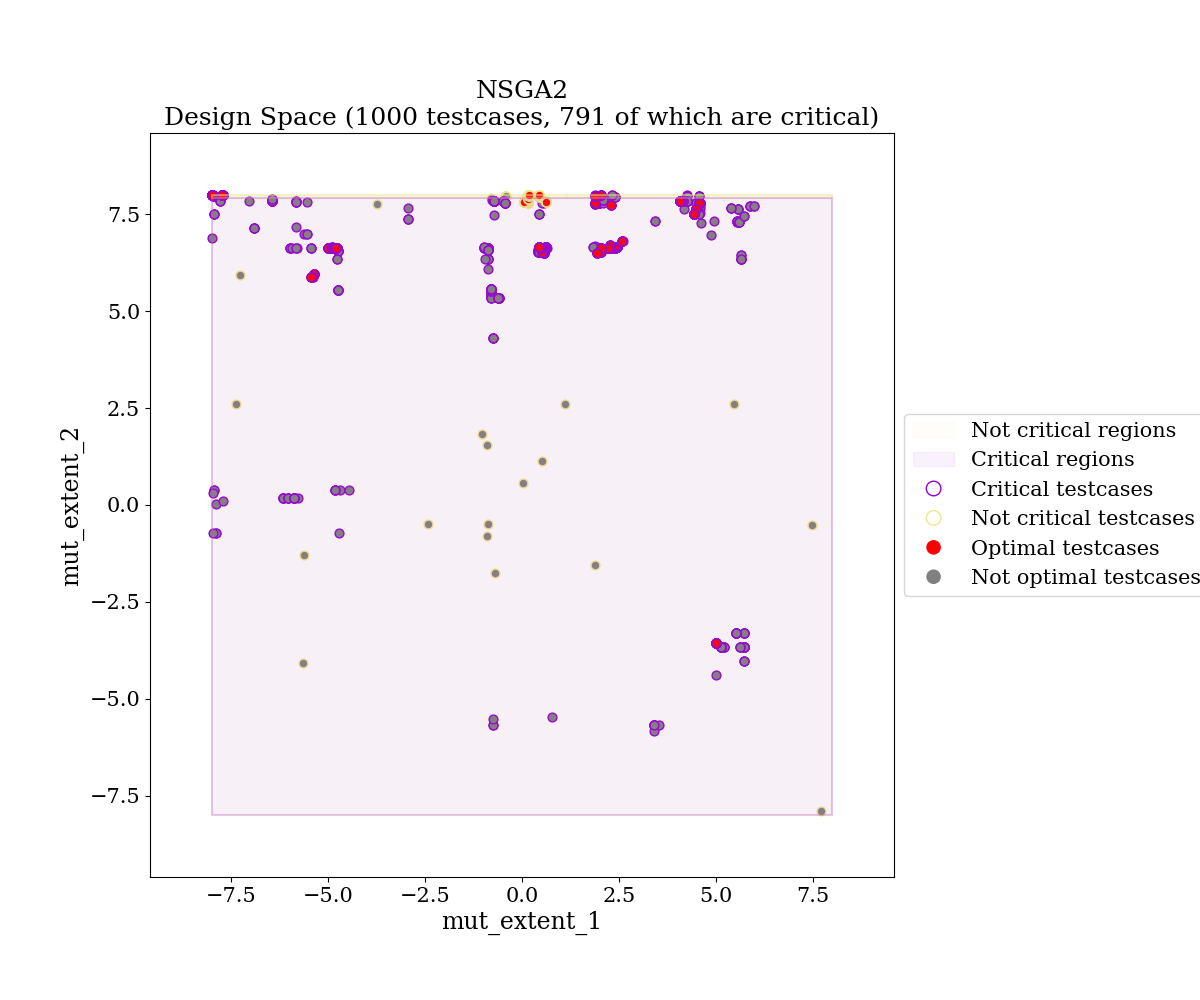 NSGA2
Design Space (1000 testcases, 791 of which are critical)
mut_extent_2
7.5
5.0
2.5
0.0
−2.5
−5.0
−7.5
−7.5
−5.0
−2.5
0.0
2.5
5.0
7.5
mut_extent_1
Not critical regions
Critical regions
Critical testcases
Not critical testcases
Optimal testcases
Not optimal testcases